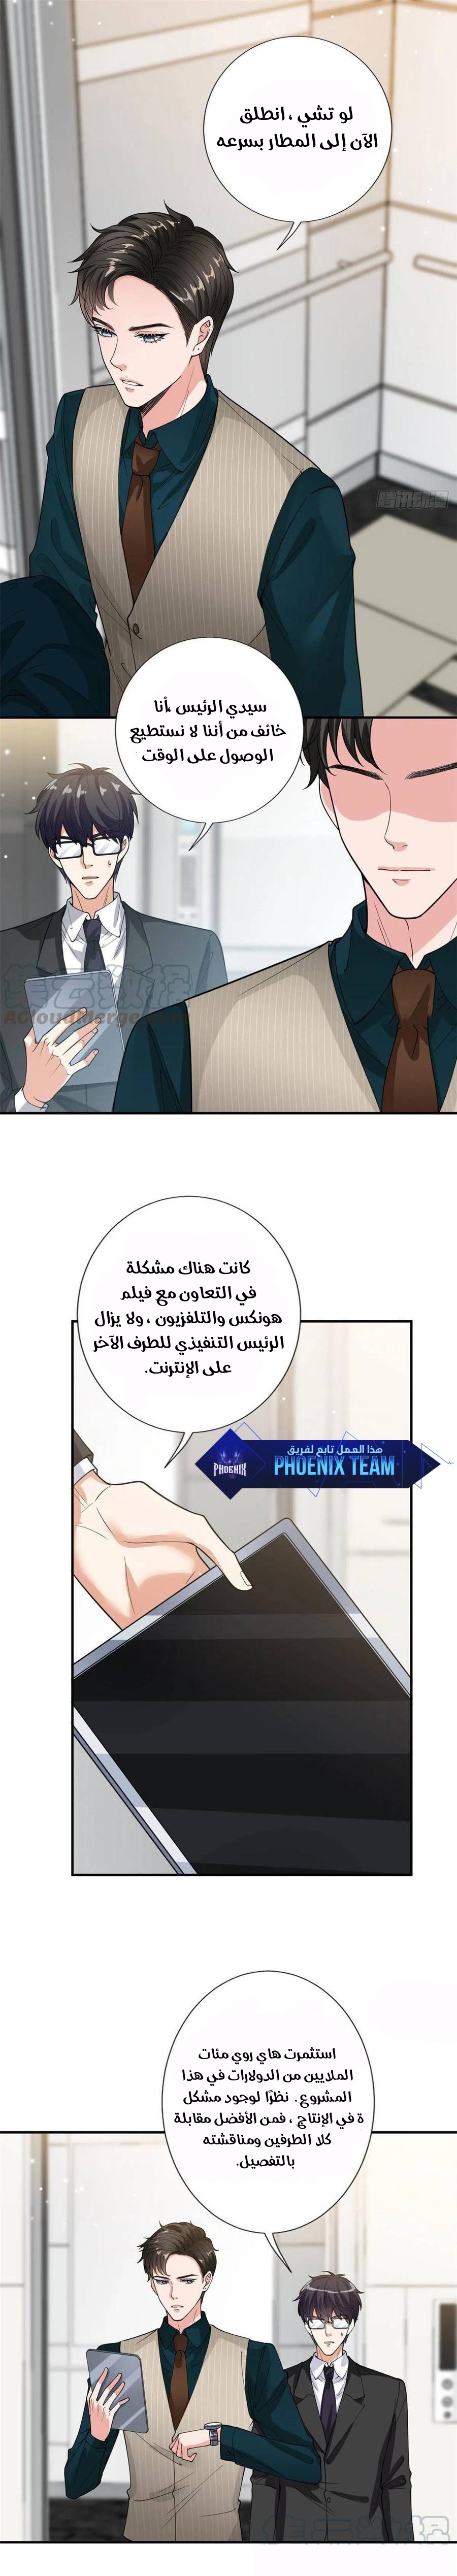 لو تشي ، انطلق
الآن إلى المطار بسرعه
سيدي الرئيس ،أنا
خائف من أننا لا نستطيع
الوصول على الوقت
ACloudMerge.com
كانت هناك مشكلة
في التعاون مع فيلم
هونكس والتلفزيون ، ولا يزال
الرئيس التنفيذي للطرف الآخر
على الإنترنت.
هذا العمل تابع لفريق
PHOENIX
PHOENIX TEAM
استثمرت هاي روي مئات
الملايين من الدولارات في هذا
المشروع. نظرًا لوجود مشكل
ة في الإنتاج ، فمن الأفضل مقابلة
كلا الطرفين ومناقشته
بالتفصيل.